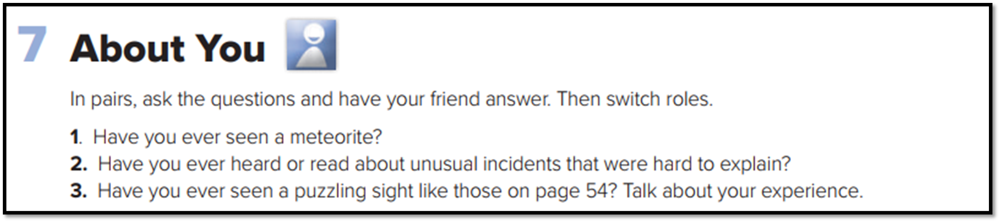 7 About You
In pairs, ask the questions and have your friend answer. Then switch roles.
1. Have you ever seen a meteorite?
2. Have you ever heard or read about unusual incidents that were hard to explain?
3. Have you ever seen a puzzling sight like those on page 54? Talk about your experience.